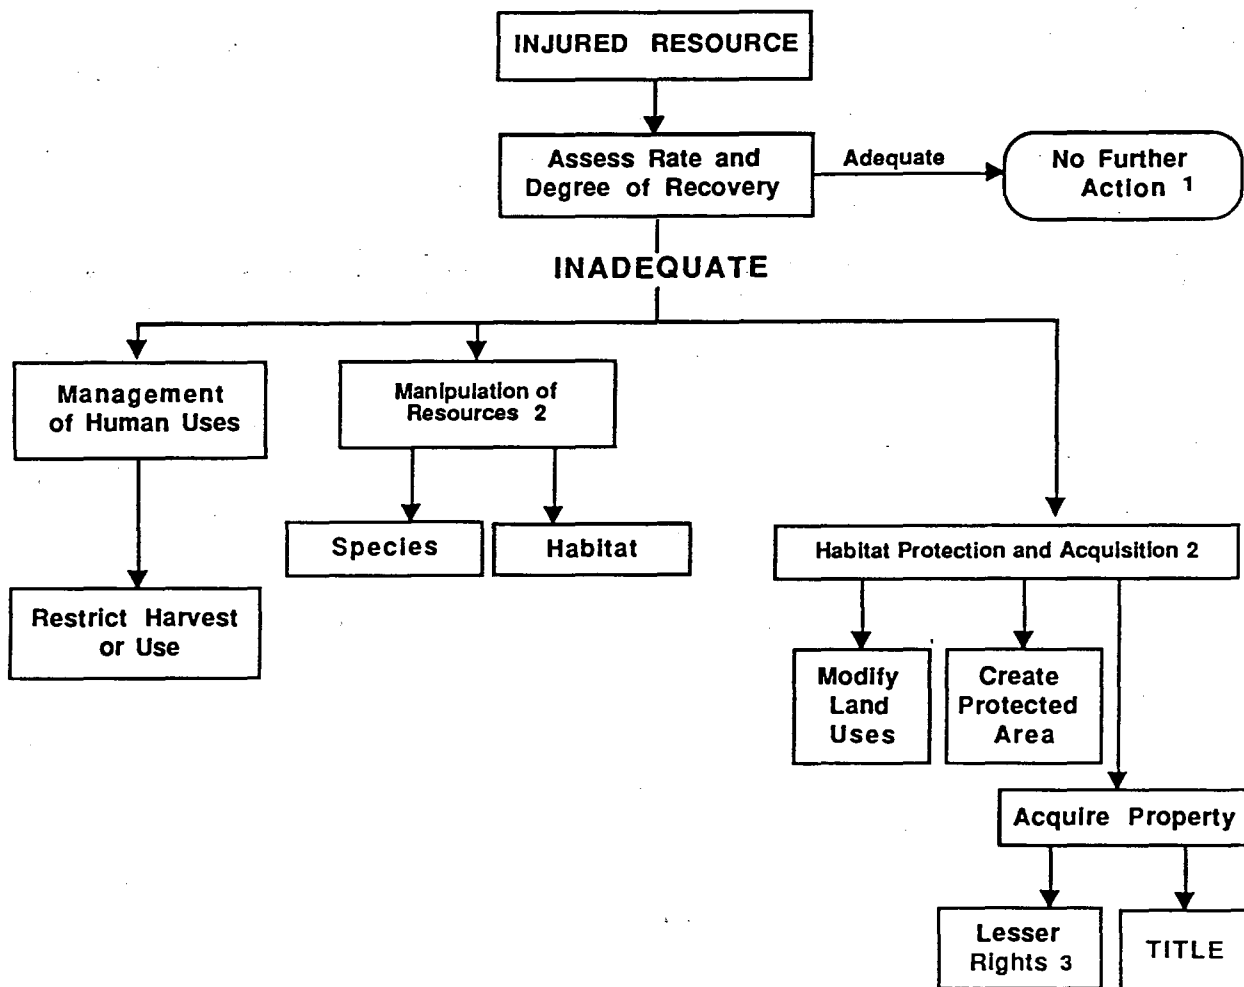 INJURED RESOURCE
Assess Rate and
Degree of Recovery
Adequate
No Further
Action 1
INADEQUATE
Management
of Human Uses
Manipulation of
Resources 2
Species
Habitat
Restrict Harvest
or Use
Habitat Protection and Acquisition 2
Modify
Land
Uses
Create
Protected
Area
Acquire Property
Lesser
Rights 3
TITLE